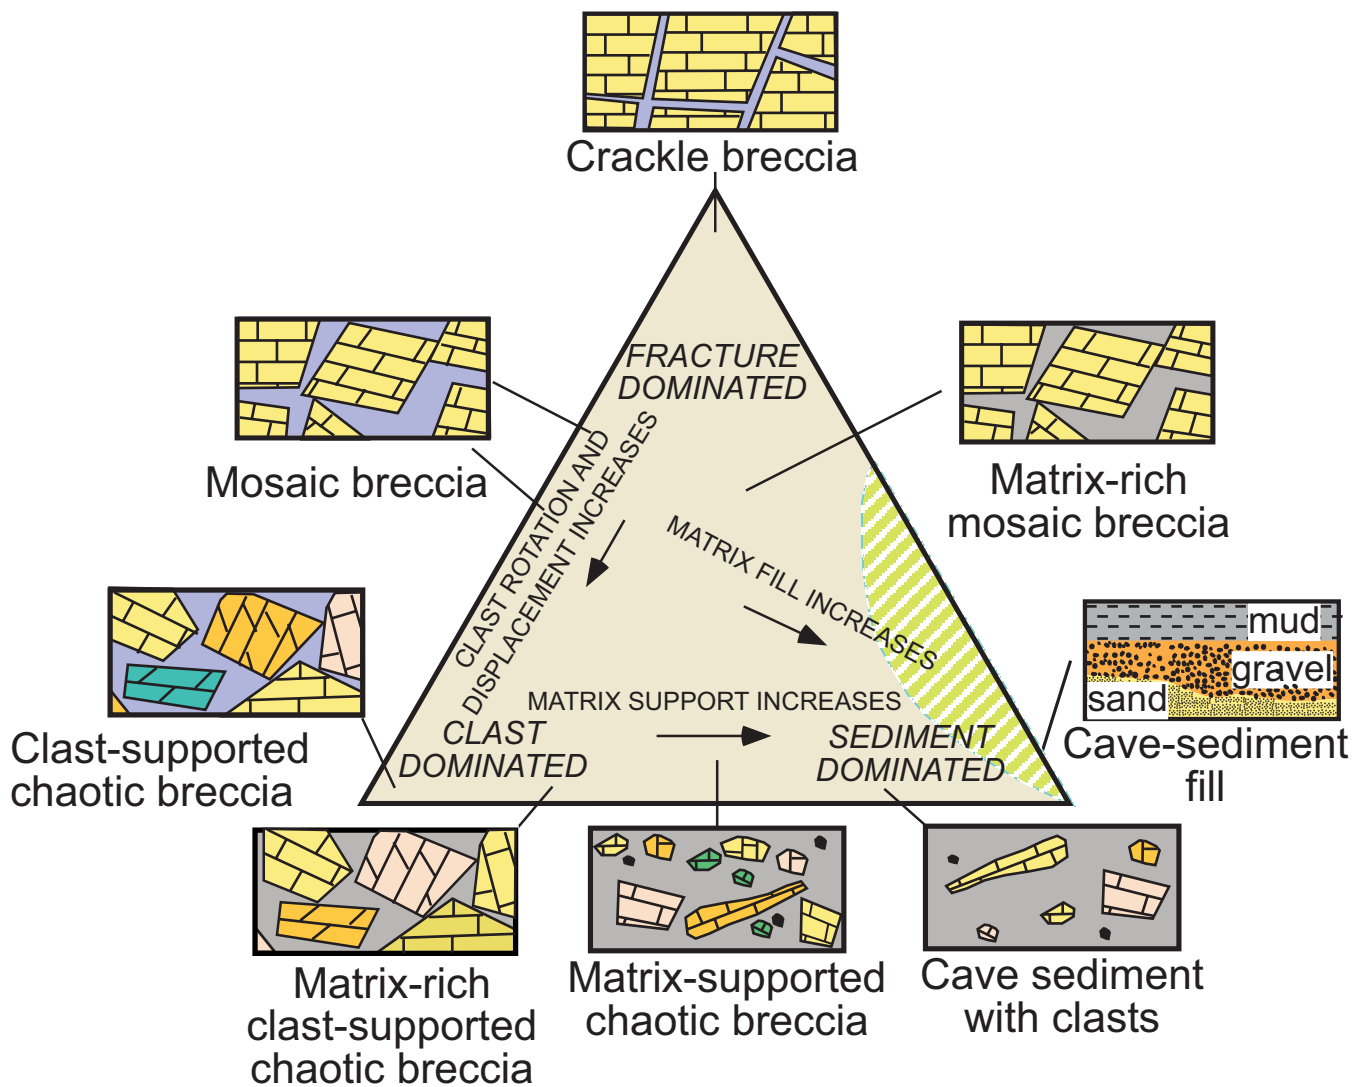 Crackle breccia
FRACTURE
DOMINATED
Mosaic breccia
Matrix-rich
mosaic breccia
CLAST ROTATION AND
DISPLACEMENT INCREASES
MATRIX FILL INCREASES
mud
gravel
sand
Cave-sediment
fill
MATRIX SUPPORT INCREASES
Clast-supported
chaotic breccia
CLAST
DOMINATED
SEDIMENT
DOMINATED
Matrix-rich
clast-supported
chaotic breccia
Matrix-supported
chaotic breccia
Cave sediment
with clasts